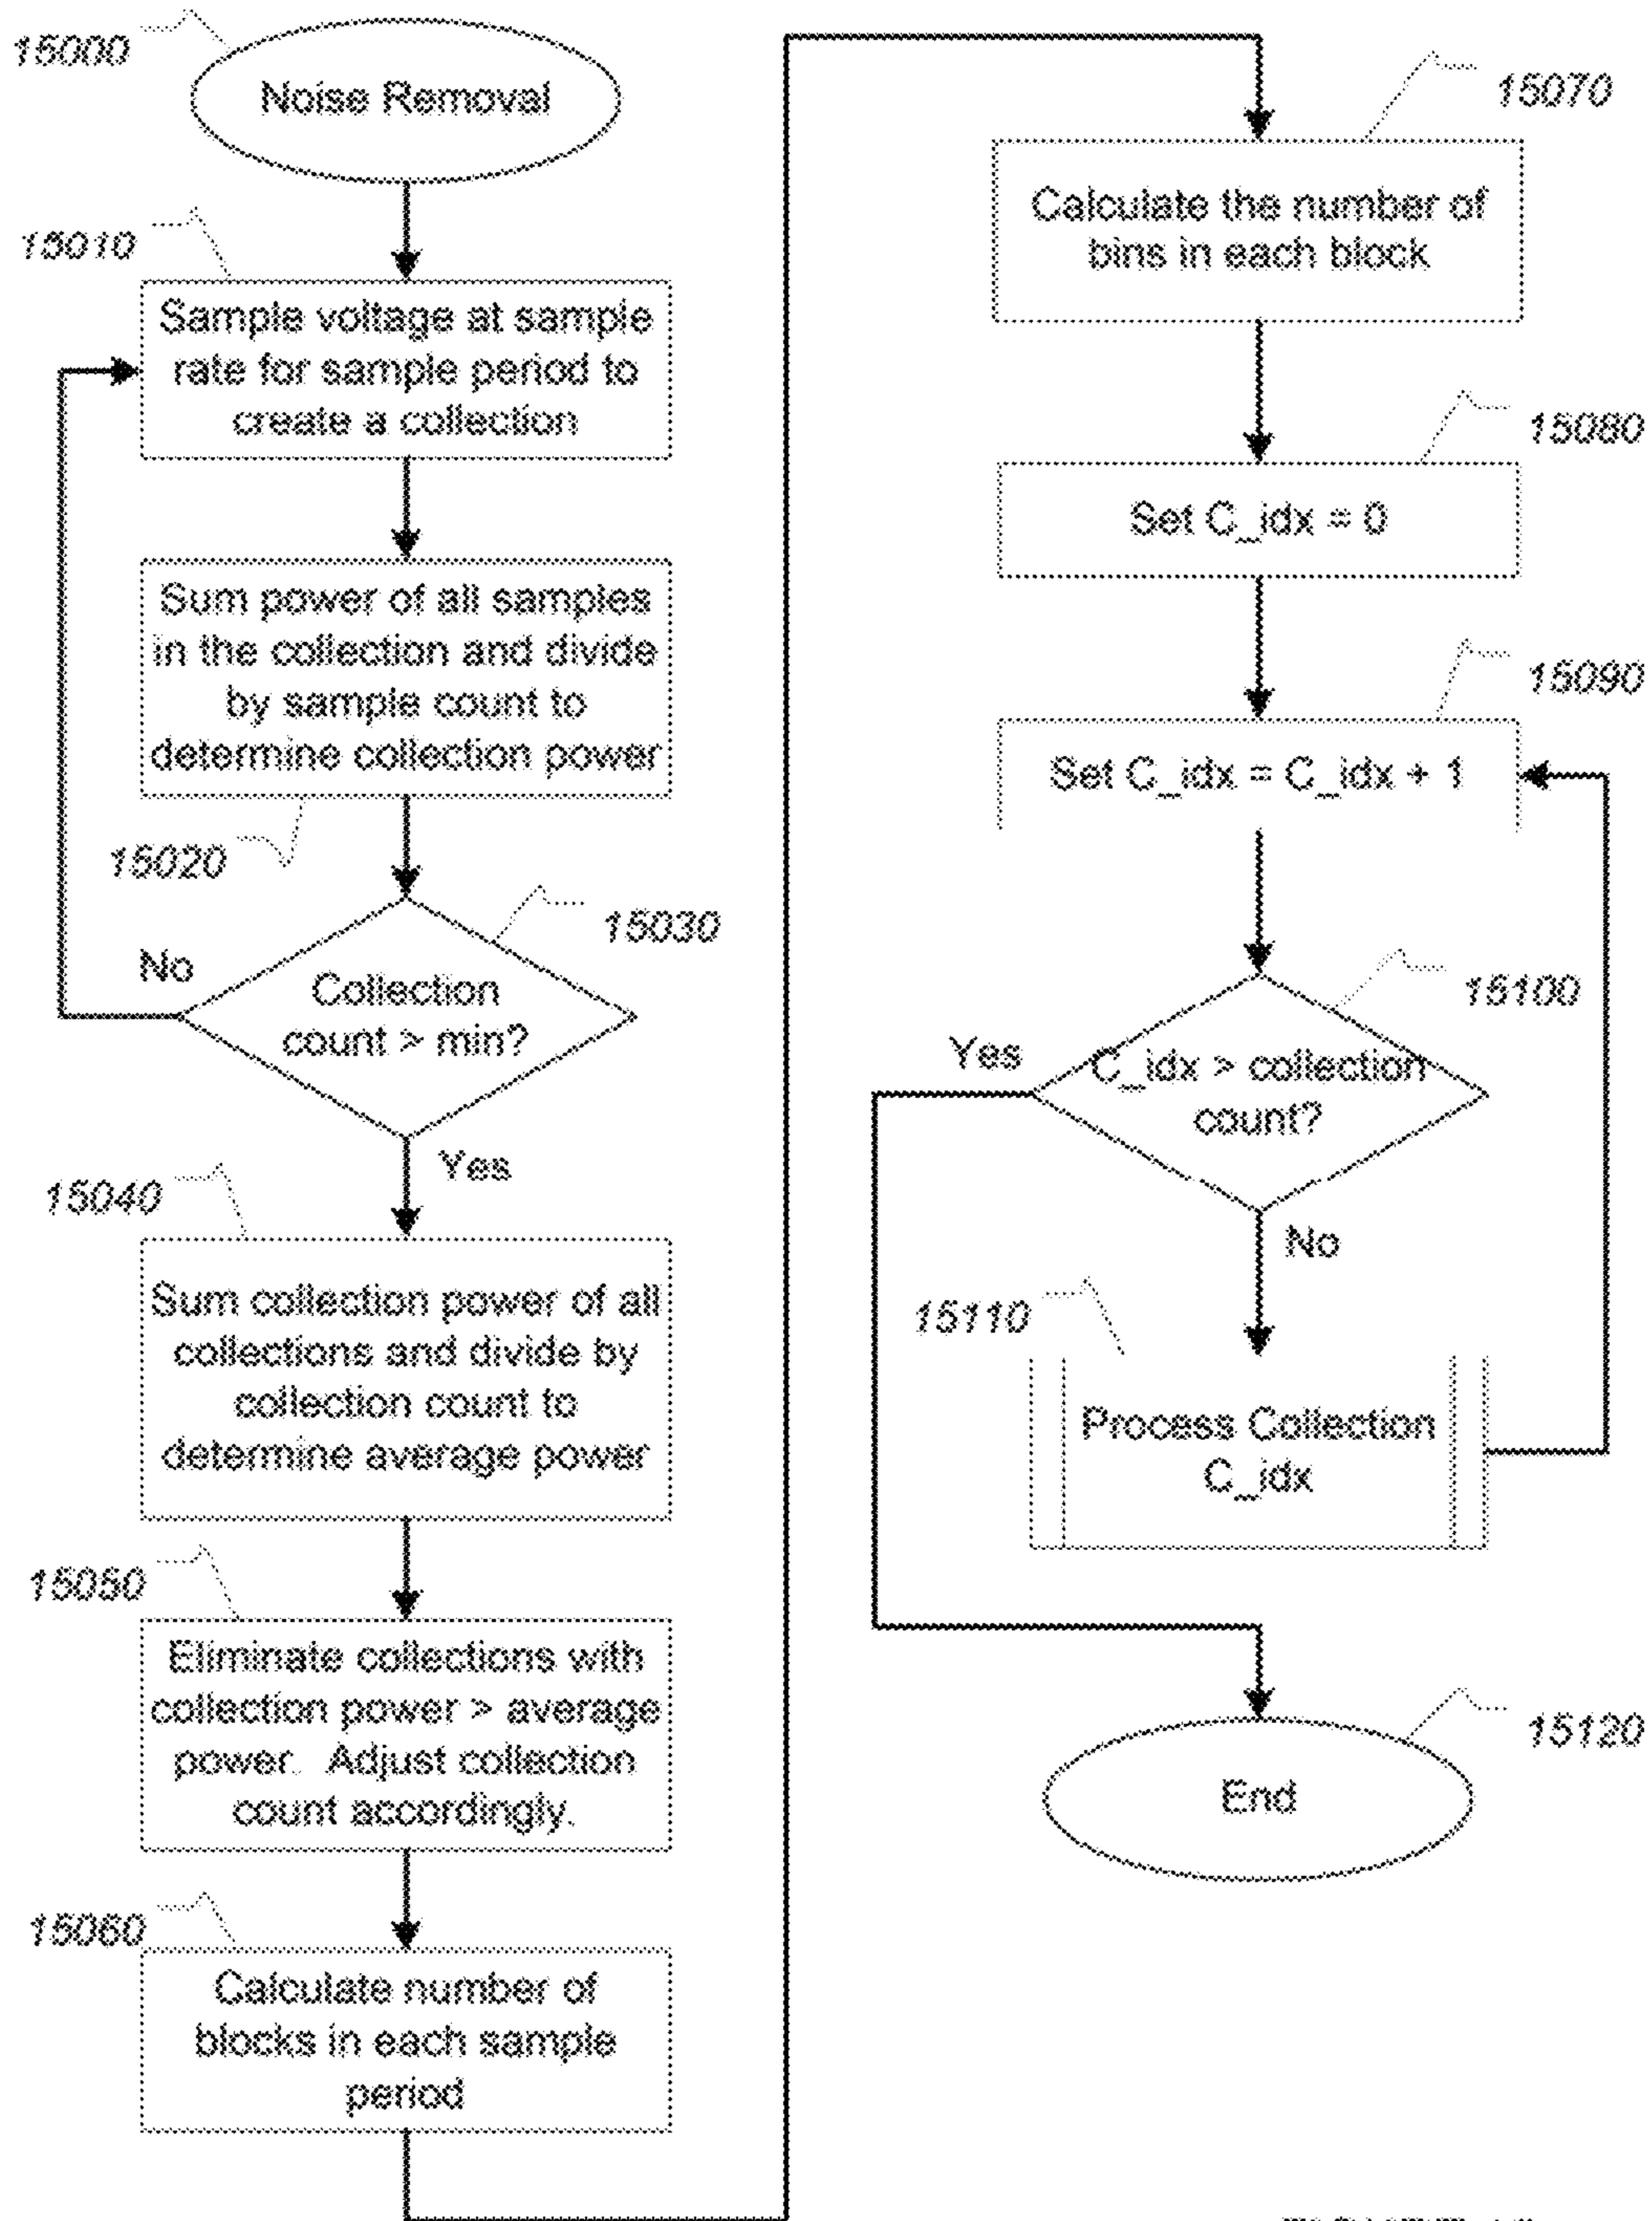 15000
Noise Removal
15010
Sample voltage at sample
rate for sample period to
create a collection
Sum power of all samples
in the collection and divide
by sample count to
determine collection power
15020
15030
No
Collection
count > min?
Yes
15040
Sum collection power of all
collections and divide by
collection count to
determine average power
15050
Eliminate collections with
collection power > average
power. Adjust collection
count accordingly.
15060
Calculate number of
blocks in each sample
period
15070
Calculate the number of
bins in each block
15080
Set C_idx = 0
15090
Set C_idx = C_idx + 1
15100
Yes
C_idx > collection
count?
No
15110
Process Collection
C_idx
15120
End